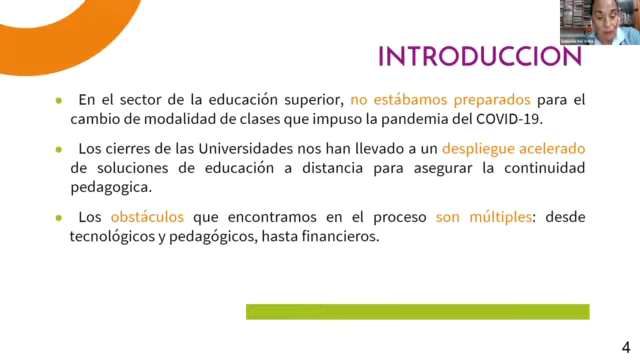 INTRODUCCION
● En el sector de la educación superior, no estábamos preparados para el
cambio de modalidad de clases que impuso la pandemia del COVID-19.
● Los cierres de las Universidades nos han llevado a un despliegue acelerado
de soluciones de educación a distancia para asegurar la continuidad
pedagogica.
● Los obstáculos que encontramos en el proceso son múltiples: desde
tecnológicos y pedagógicos, hasta financieros.
4